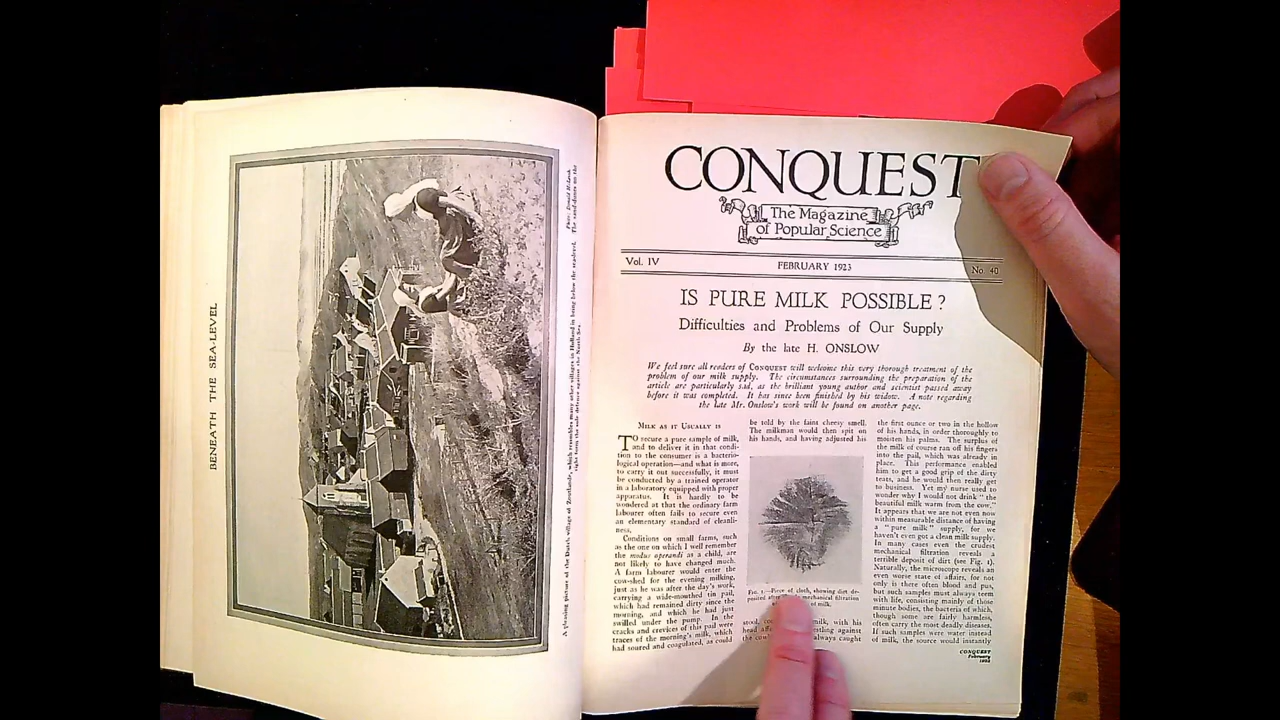 BENEATH THE SEA-LEVEL
A pleasing picture of the Dutch village of Zoutlande, which resembles many other villages in Holland in being below the sea-level. The sand-dunes on the
right form the sole defence against the North Sea.
CONQUEST
The Magazine
of Popular Science
Vol. IV FEBRUARY 1923 No 40
IS PURE MILK POSSIBLE ?
Difficulties and Problems of Our Supply
By the late H. ONSLOW
We feel sure all readers of CONQUEST will welcome this very thorough treatment of the
problem of our milk supply. The circumstances surrounding the preparation of the
article are particularly sad, as the brilliant young author and scientist passed away
before it was completed. It has since been finished by his widow. A note regarding
the late Mr. Onslow's work will be found on another page.
MILK AS IT USUALLY IS
TO secure a pure sample of milk,
and to deliver it in that condi-
tion to the consumer is a bacterio-
logical operation—and what is more,
to carry it out successfully, it must
be conducted by a trained operator
in a laboratory equipped with proper
apparatus. It is hardly to be
wondered at that the ordinary farm
labourer often fails to secure even
an elementary standard of cleanli-
ness.
Conditions on small farms, such
as the one on which I well remember
the modus operandi as a child, are
not likely to have changed much.
A farm labourer would enter the
cow-shed for the evening milking,
just as he was after the day's work,
carrying a wide-mouthed tin pail,
which had remained dirty since the
morning, and which he had just
swilled under the pump. In the
cracks and crevices of this pail were
traces of the morning's milk, which
had soured and coagulated, as could
be told by the faint cheesy smell.
The milkman would then spit on
his hands, and having adjusted his
Fig. 1—Piece of cloth, showing dirt de-
posited after mechanical filtration
of milk.
stool, milk, with his
head against
the cow always caught
the first ounce or two in the hollow
of his hands, in order thoroughly to
moisten his palms. The surplus of
the milk of course ran off his fingers
into the pail, which was already in
place. This performance enabled
him to get a good grip of the dirty
teats, and he would then really get
to business. Yet my nurse used to
wonder why I would not drink " the
beautiful milk warm from the cow."
It appears that we are not even now
within measurable distance of having
a " pure milk " supply, for we
haven't even got a clean milk supply.
In many cases even the crudest
mechanical filtration reveals a
terrible deposit of dirt (see Fig. 1).
Naturally, the microscope reveals an
even worse state of affairs, for not
only is there often blood and pus,
but such samples must always teem
with life, consisting mainly of those
minute bodies, the bacteria of which,
though some are fairly harmless,
often carry the most deadly diseases.
If such samples were water instead
of milk, the source would instantly
CONQUEST
February
1923